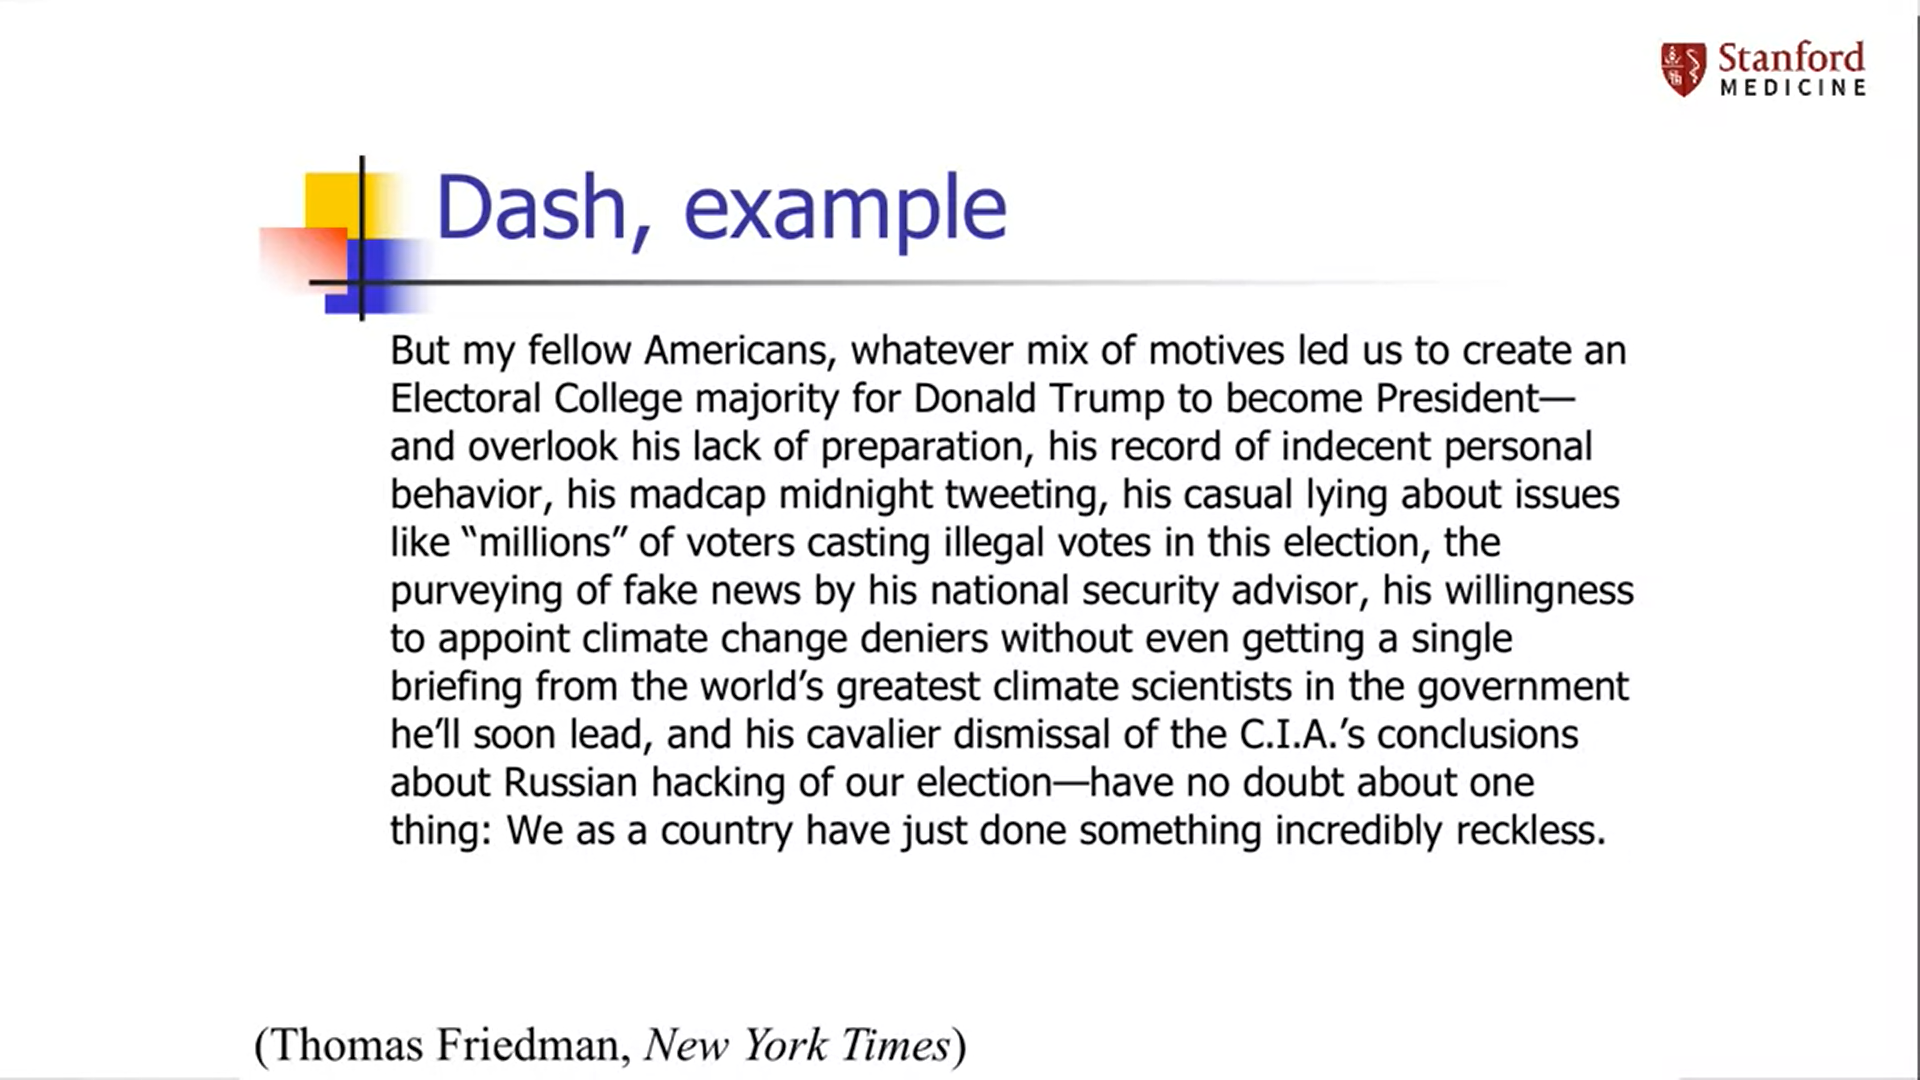 Stanford
MEDICINE
Dash, example
But my fellow Americans, whatever mix of motives led us to create an
Electoral College majority for Donald Trump to become President—
and overlook his lack of preparation, his record of indecent personal
behavior, his madcap midnight tweeting, his casual lying about issues
like “millions” of voters casting illegal votes in this election, the
purveying of fake news by his national security advisor, his willingness
to appoint climate change deniers without even getting a single
briefing from the world’s greatest climate scientists in the government
he’ll soon lead, and his cavalier dismissal of the C.I.A.’s conclusions
about Russian hacking of our election—have no doubt about one
thing: We as a country have just done something incredibly reckless.
(Thomas Friedman, New York Times)